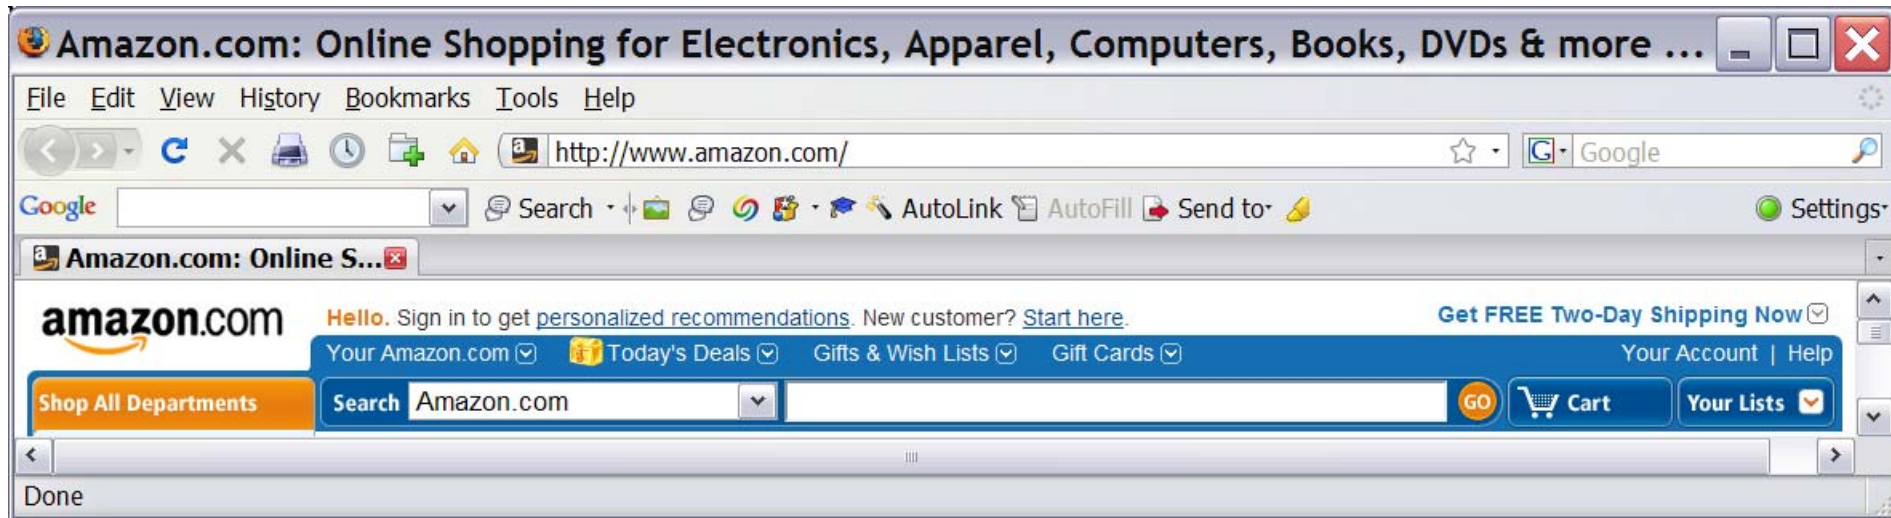 Amazon.com: Online Shopping for Electronics, Apparel, Computers, Books, DVDs & more ...
File Edit View History Bookmarks Tools Help
http://www.amazon.com/ G Google
Google Search AutoLink AutoFill Send to Settings
Amazon.com: Online S...
amazon.com Hello. Sign in to get personalized recommendations. New customer? Start here. Get FREE Two-Day Shipping Now
Your Amazon.com Today's Deals Gifts & Wish Lists Gift Cards Your Account | Help
Shop All Departments Search Amazon.com GO Cart Your Lists
Done